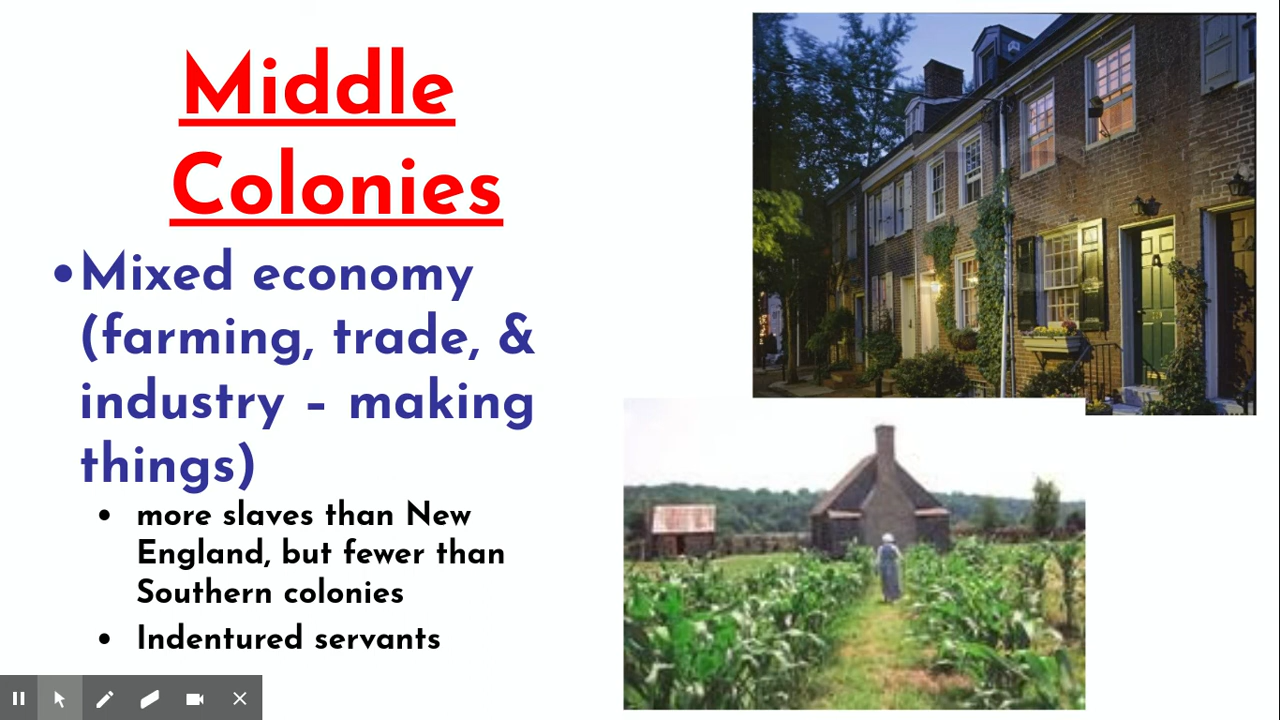 Middle
Colonies
•Mixed economy
(farming, trade, &
industry – making
things)
• more slaves than New
England, but fewer than
Southern colonies
• Indentured servants